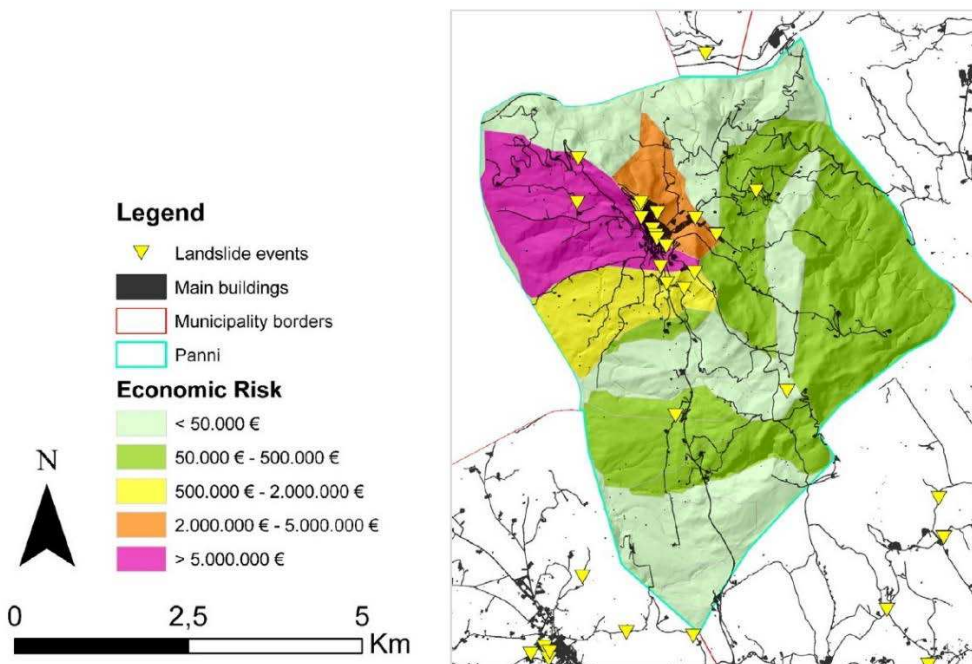 Legend
Landslide events
Main buildings
Municipality borders
Panni
Economic Risk
< 50.000 €
50.000 € - 500.000 €
500.000 € - 2.000.000 €
2.000.000 € - 5.000.000 €
> 5.000.000 €
N
0 2,5 5
Km